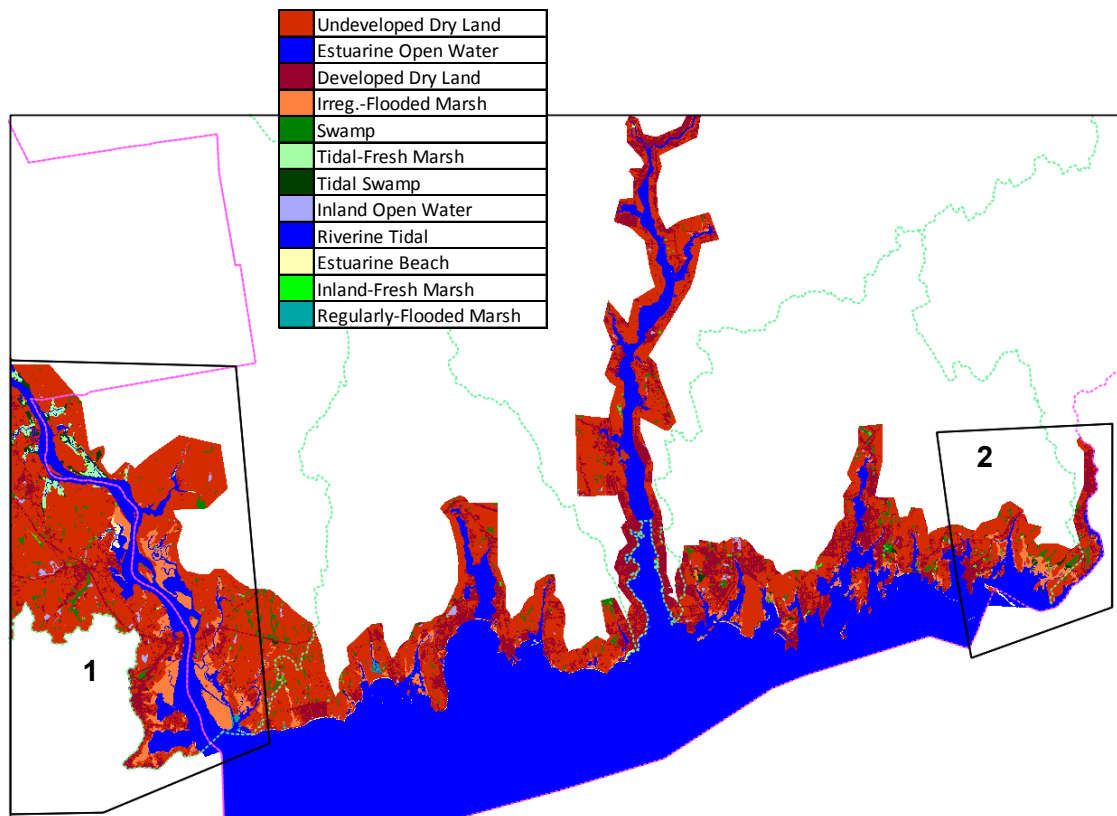 Undeveloped Dry Land
Estuarine Open Water
Developed Dry Land
Irreg.-Flooded Marsh
Swamp
Tidal-Fresh Marsh
Tidal Swamp
Inland Open Water
Riverine Tidal
Estuarine Beach
Inland-Fresh Marsh
Regularly-Flooded Marsh
2
1